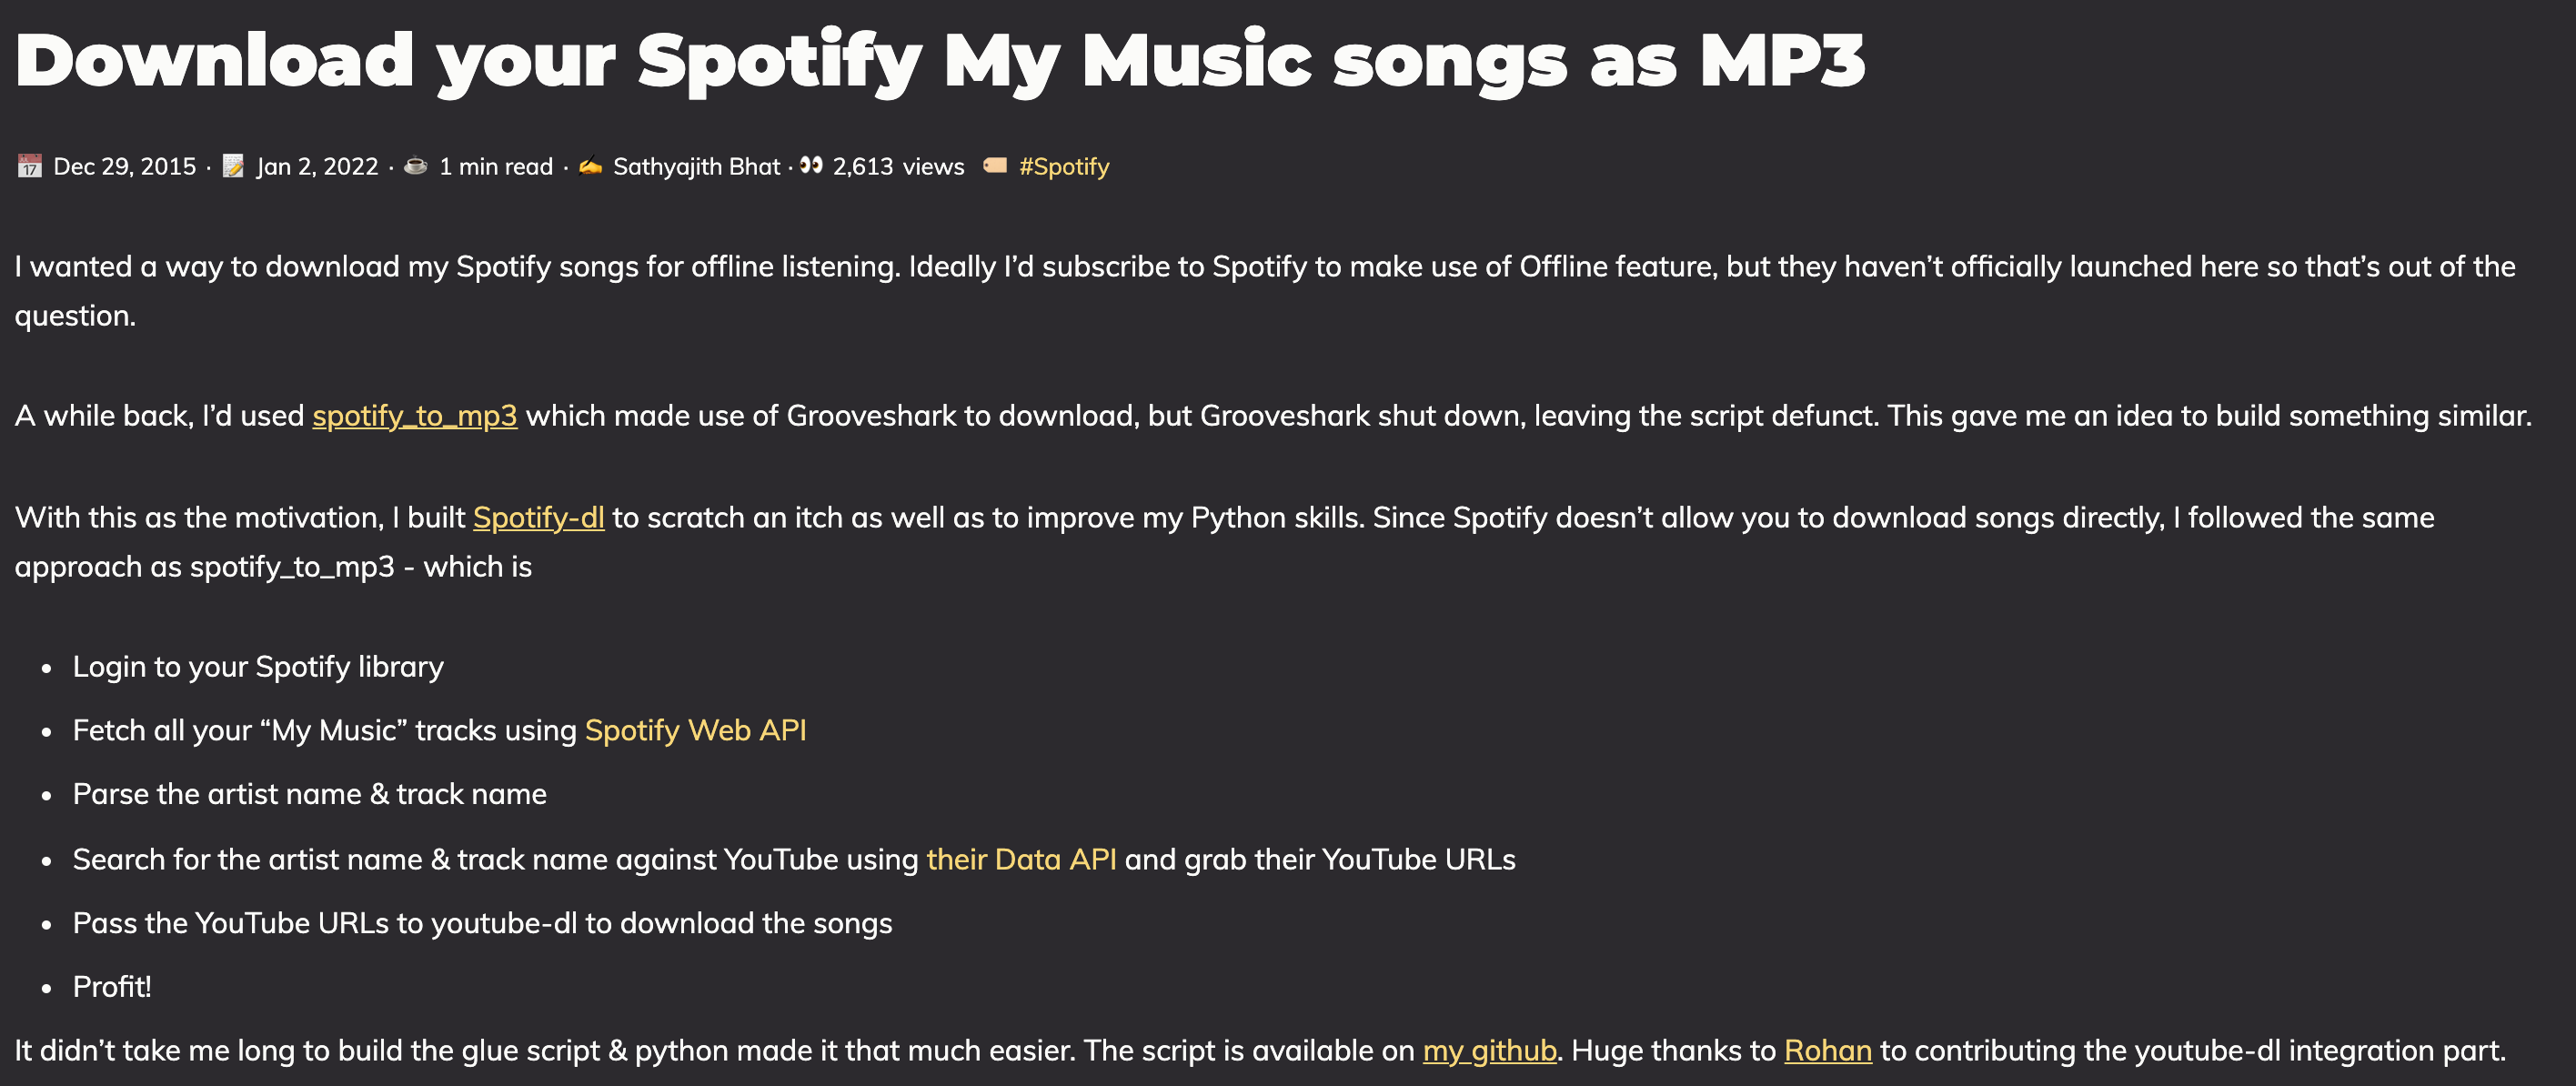 Download your Spotify My Music songs as MP3
📅 Dec 29, 2015 · 📝 Jan 2, 2022 · ☕ 1 min read · ✍️ Sathyajith Bhat · 👀 2,613 views 🏷️ #Spotify
I wanted a way to download my Spotify songs for offline listening. Ideally I’d subscribe to Spotify to make use of Offline feature, but they haven’t officially launched here so that’s out of the
question.
A while back, I’d used spotify_to_mp3 which made use of Grooveshark to download, but Grooveshark shut down, leaving the script defunct. This gave me an idea to build something similar.
With this as the motivation, I built Spotify-dl to scratch an itch as well as to improve my Python skills. Since Spotify doesn’t allow you to download songs directly, I followed the same
approach as spotify_to_mp3 - which is
• Login to your Spotify library
• Fetch all your “My Music” tracks using Spotify Web API
• Parse the artist name & track name
• Search for the artist name & track name against YouTube using their Data API and grab their YouTube URLs
• Pass the YouTube URLs to youtube-dl to download the songs
• Profit!
It didn’t take me long to build the glue script & python made it that much easier. The script is available on my github. Huge thanks to Rohan to contributing the youtube-dl integration part.